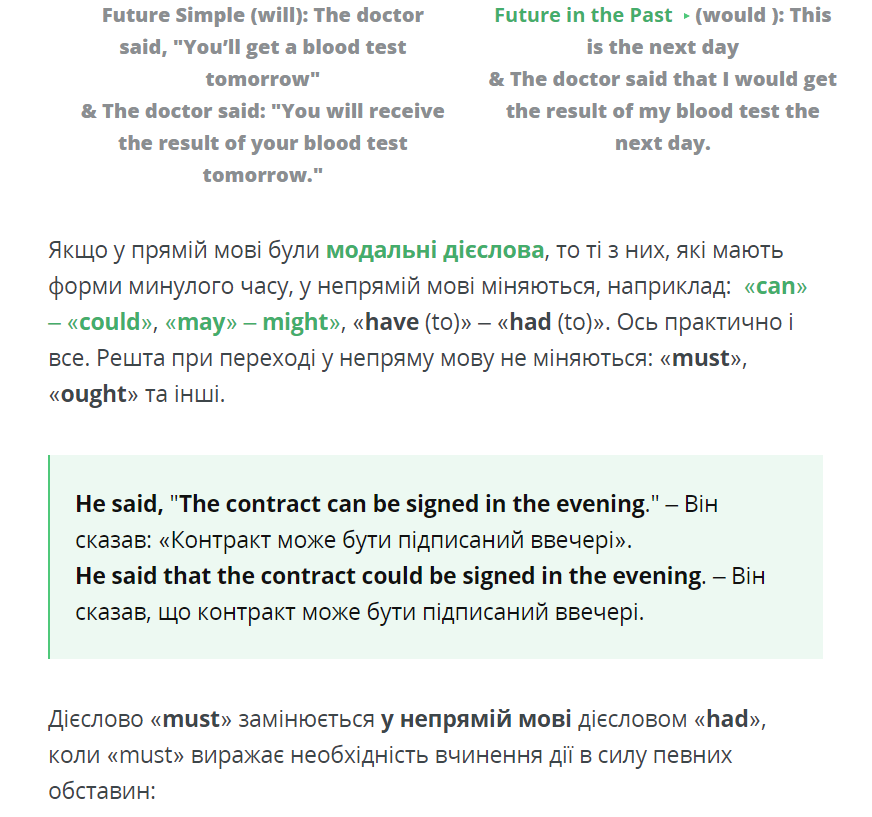 Future Simple (will): The doctor
said, "You’ll get a blood test
tomorrow"
& The doctor said: "You will receive
the result of your blood test
tomorrow."
Future in the Past ‣ (would ): This
is the next day
& The doctor said that I would get
the result of my blood test the
next day.
Якщо у прямій мові були модальні дієслова, то ті з них, які мають
форми минулого часу, у непрямій мові міняються, наприклад: «can»
– «could», «may» – might», «have (to)» – «had (to)». Ось практично і
все. Решта при переході у непряму мову не міняються: «must»,
«ought» та інші.
He said, "The contract can be signed in the evening." – Він
сказав: «Контракт може бути підписаний ввечері».
He said that the contract could be signed in the evening. – Він
сказав, що контракт може бути підписаний ввечері.
Дієслово «must» замінюється у непрямій мові дієсловом «had»,
коли «must» виражає необхідність вчинення дії в силу певних
обставин: